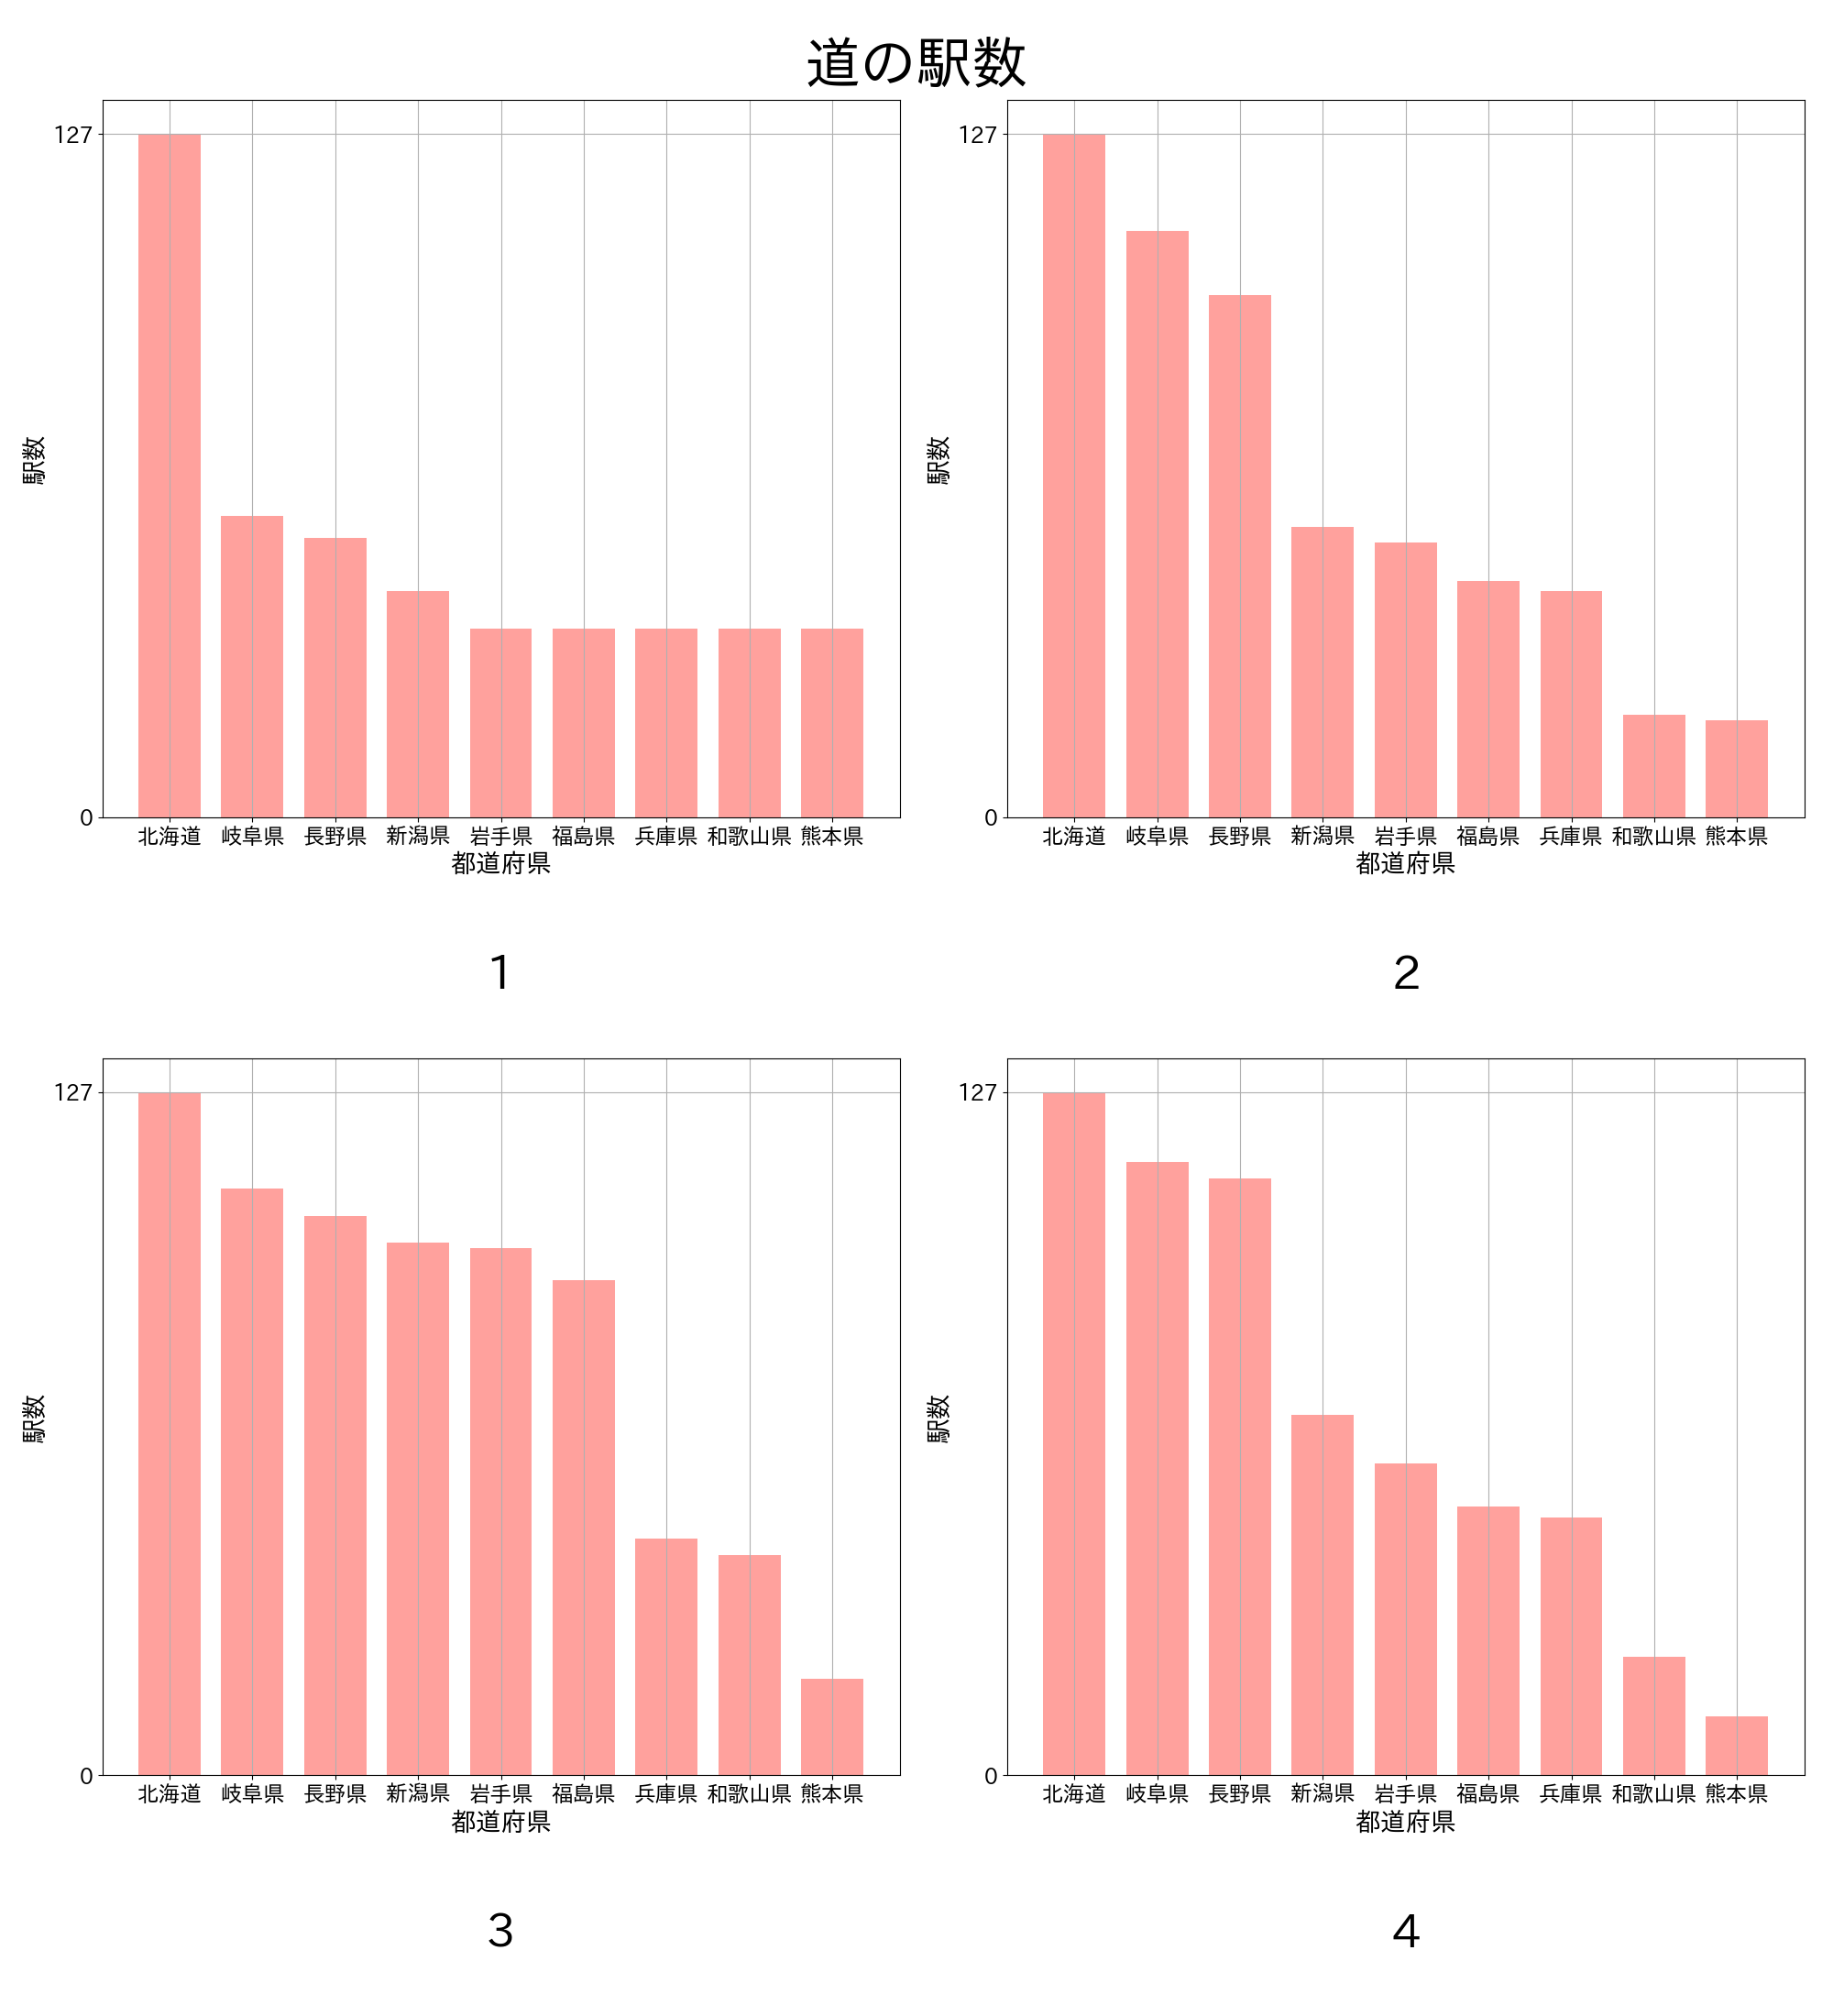 道の駅数
127
0
駅数
北海道 岐阜県 長野県 新潟県 岩手県 福島県 兵庫県 和歌山県 熊本県
都道府県
1
127
0
駅数
北海道 岐阜県 長野県 新潟県 岩手県 福島県 兵庫県 和歌山県 熊本県
都道府県
2
127
0
駅数
北海道 岐阜県 長野県 新潟県 岩手県 福島県 兵庫県 和歌山県 熊本県
都道府県
3
127
0
駅数
北海道 岐阜県 長野県 新潟県 岩手県 福島県 兵庫県 和歌山県 熊本県
都道府県
4